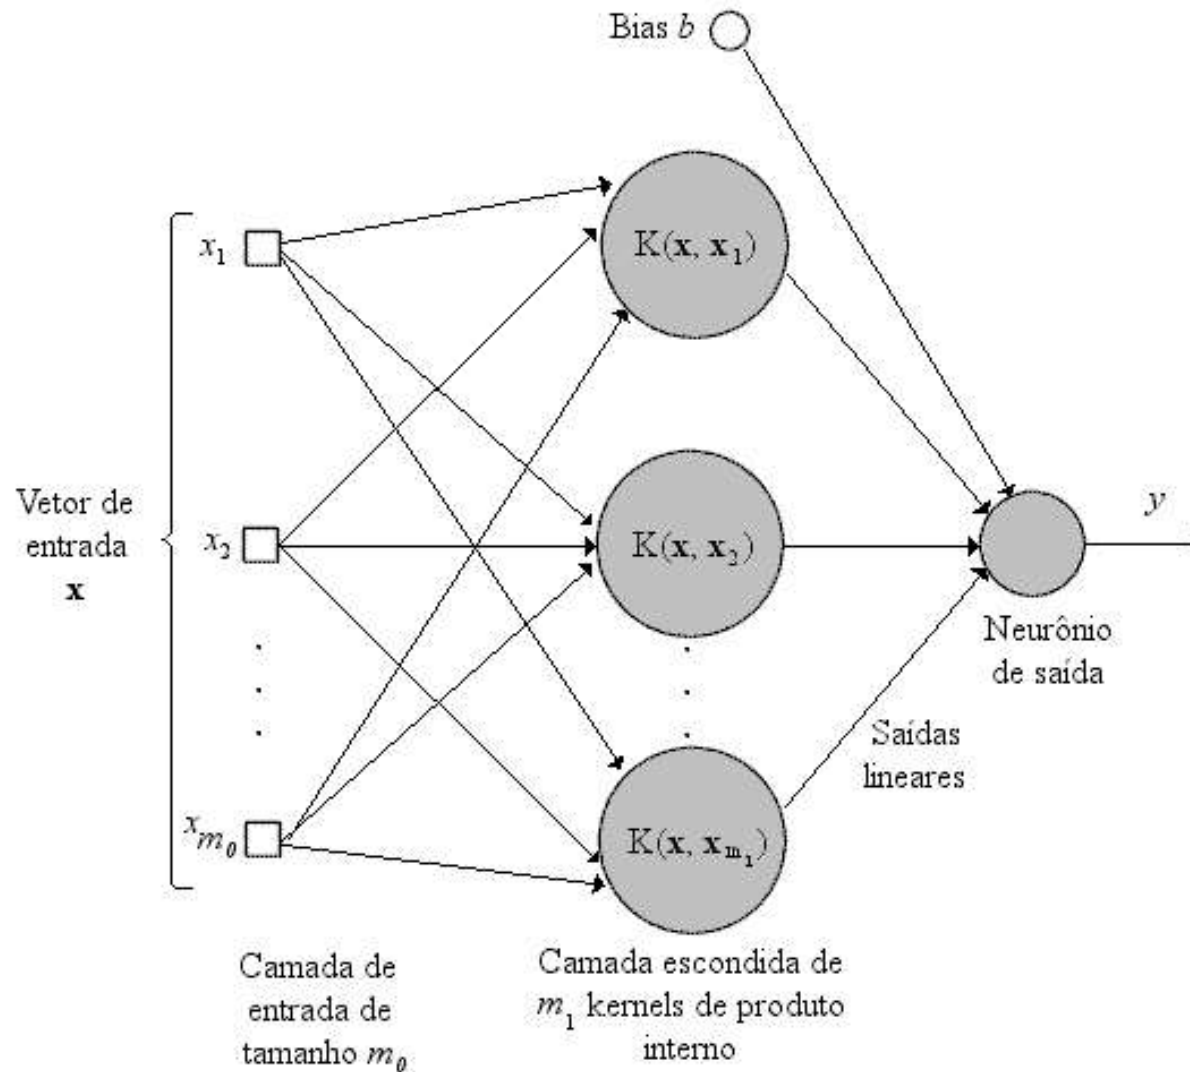 Bias b
x₁
K(x, x₁)
Vetor de
entrada
x
x₂
K(x, x₂)
y
Neurônio
de saída
Saídas
lineares
xₘ₀
K(x, xₘ₁)
Camada de
entrada de
tamanho m₀
Camada escondida de
m₁ kernels de produto
interno